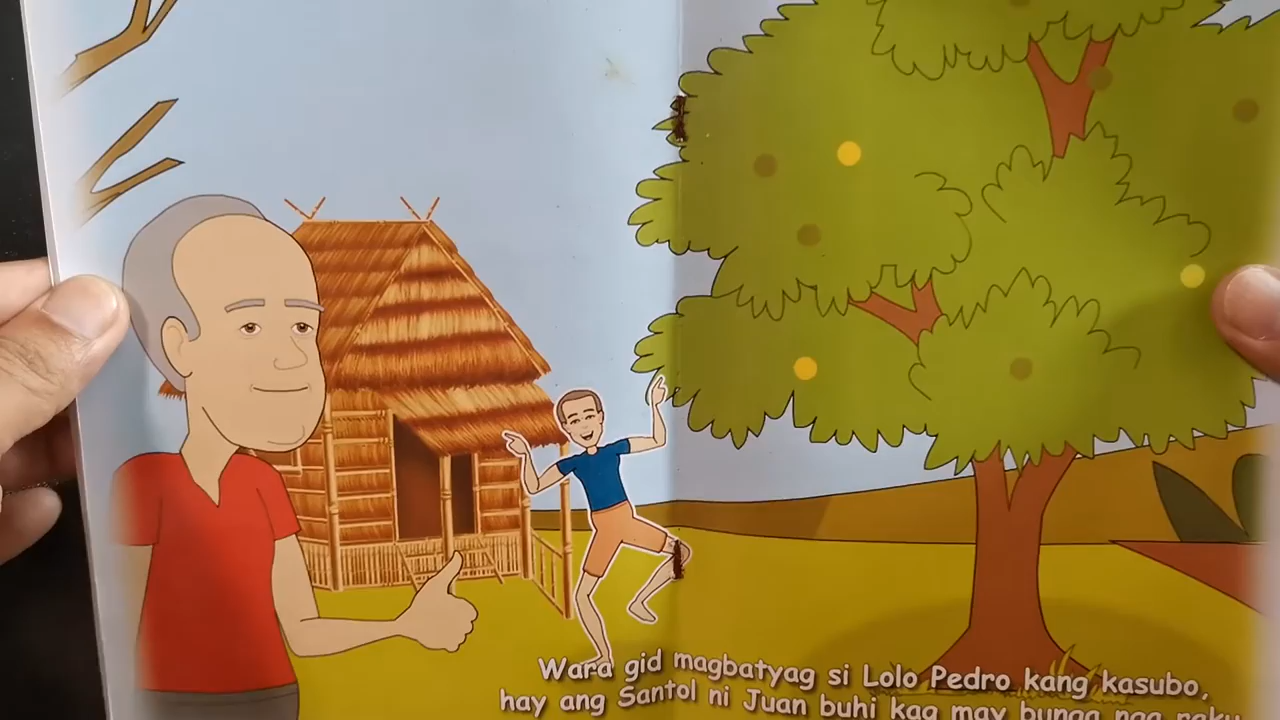 Wara gid magbatyag si Lolo Pedro kang kasubo,
hay ang Santol ni Juan buhi kag may bunga nga